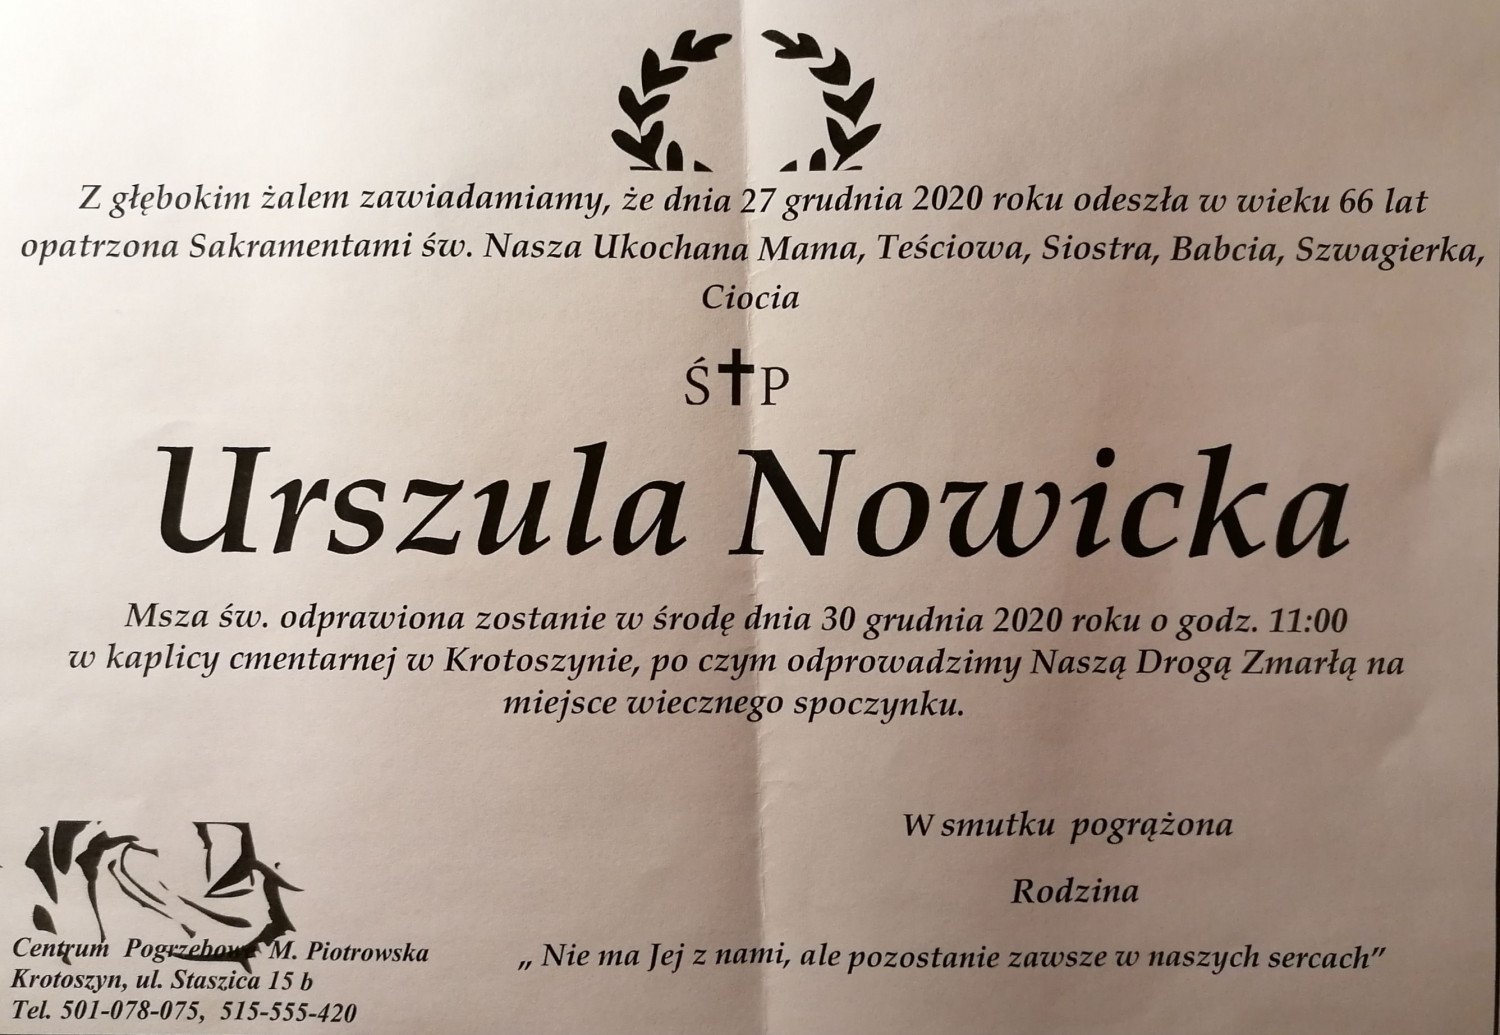 Z głębokim żalem zawiadamiamy, że dnia 27 grudnia 2020 roku odeszła w wieku 66 lat
opatrzona Sakramentami św. Nasza Ukochana Mama, Teściowa, Siostra, Babcia, Szwagierka,
Ciocia
Ś✝P
Urszula Nowicka
Msza św. odprawiona zostanie w środę dnia 30 grudnia 2020 roku o godz. 11:00
w kaplicy cmentarnej w Krotoszynie, po czym odprowadzimy Naszą Drogą Zmarłą na
miejsce wiecznego spoczynku.
W smutku pogrążona
Rodzina
„ Nie ma Jej z nami, ale pozostanie zawsze w naszych sercach”
Centrum Pogrzebowe M. Piotrowska
Krotoszyn, ul. Staszica 15 b
Tel. 501-078-075, 515-555-420